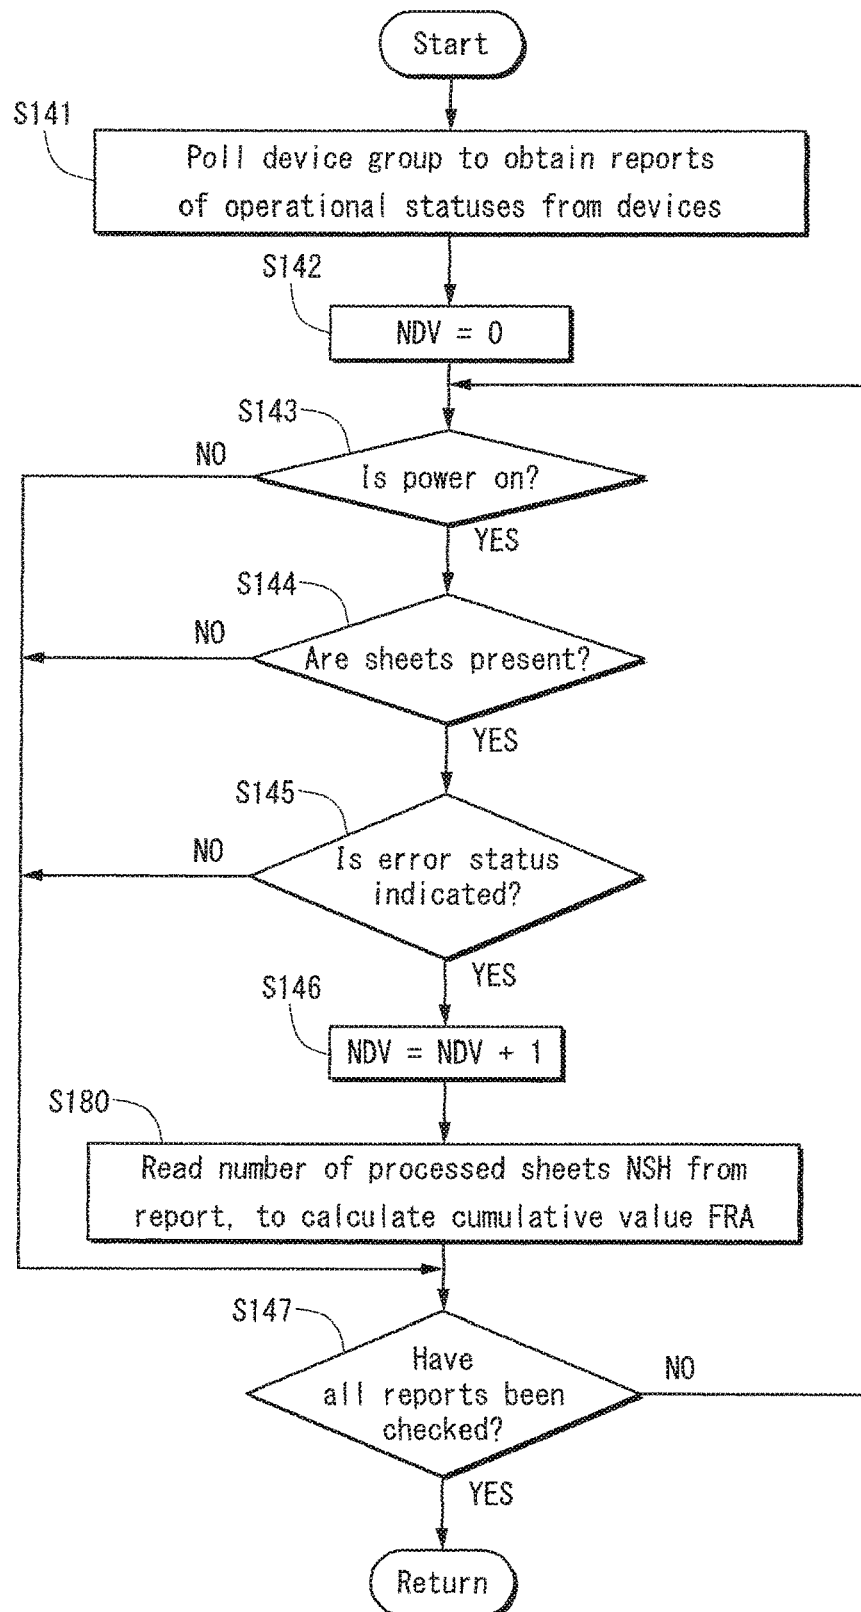 Start
S141
Poll device group to obtain reports
of operational statuses from devices
S142
NDV = 0
S143
NO
Is power on?
YES
S144
NO
Are sheets present?
YES
S145
NO
Is error status
indicated?
YES
S146
NDV = NDV + 1
S180
Read number of processed sheets NSH from
report, to calculate cumulative value FRA
S147
Have
all reports been
checked?
NO
YES
Return